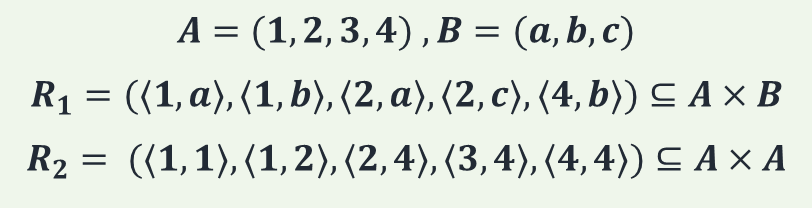 A = (1, 2, 3, 4) , B = (a, b, c)
R₁ = (⟨1, a⟩, ⟨1, b⟩, ⟨2, a⟩, ⟨2, c⟩, ⟨4, b⟩) ⊆ A × B
R₂ = (⟨1, 1⟩, ⟨1, 2⟩, ⟨2, 4⟩, ⟨3, 4⟩, ⟨4, 4⟩) ⊆ A × A